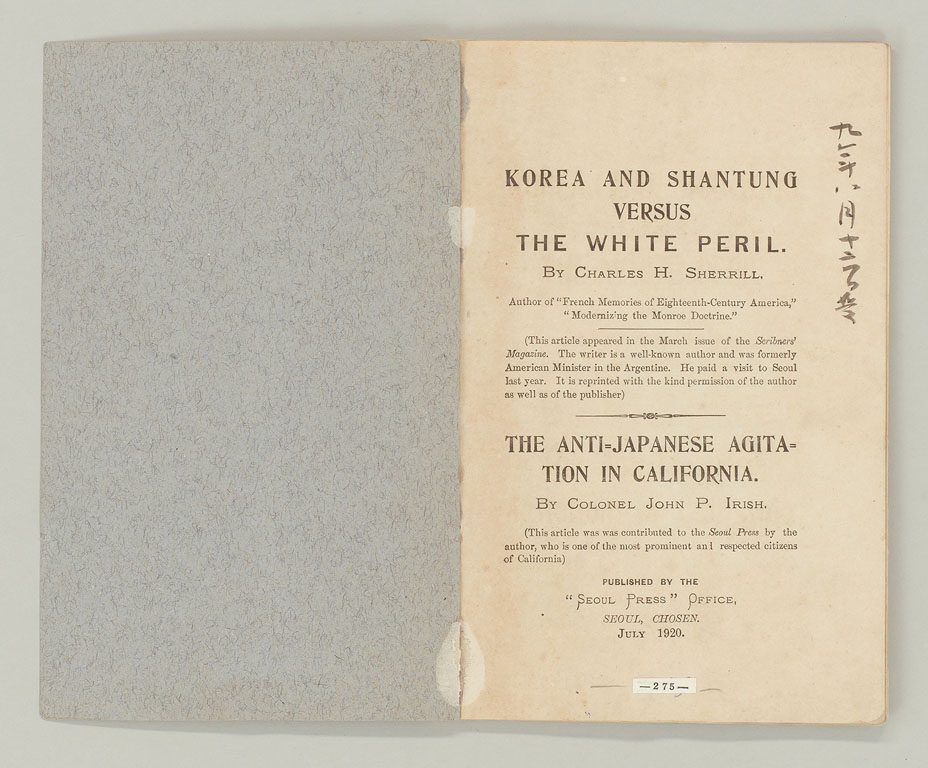 KOREA AND SHANTUNG
VERSUS
THE WHITE PERIL.
BY CHARLES H. SHERRILL,
Author of "French Memories of Eighteenth-Century America,"
"Modernizing the Monroe Doctrine."
(This article appeared in the March issue of the Scribners'
Magazine. The writer is a well-known author and was formerly
American Minister in the Argentine. He paid a visit to Seoul
last year. It is reprinted with the kind permission of the author
as well as of the publisher)
THE ANTI=JAPANESE AGITA=
TION IN CALIFORNIA.
BY COLONEL JOHN P. IRISH.
(This article was was contributed to the Seoul Press by the
author, who is one of the most prominent and respected citizens
of California)
PUBLISHED BY THE
"SEOUL PRESS" OFFICE,
SEOUL, CHOSEN.
JULY 1920.
—275—
九年八月十二日